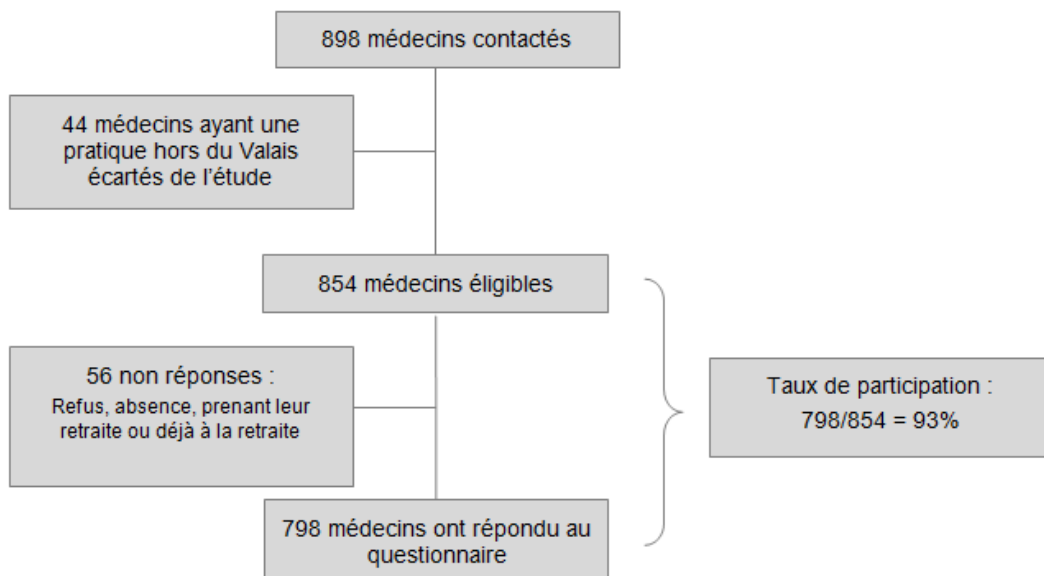 898 médecins contactés
44 médecins ayant une
pratique hors du Valais
écartés de l'étude
854 médecins éligibles
56 non réponses :
Refus, absence, prenant leur
retraite ou déjà à la retraite
Taux de participation :
798/854 = 93%
798 médecins ont répondu au
questionnaire